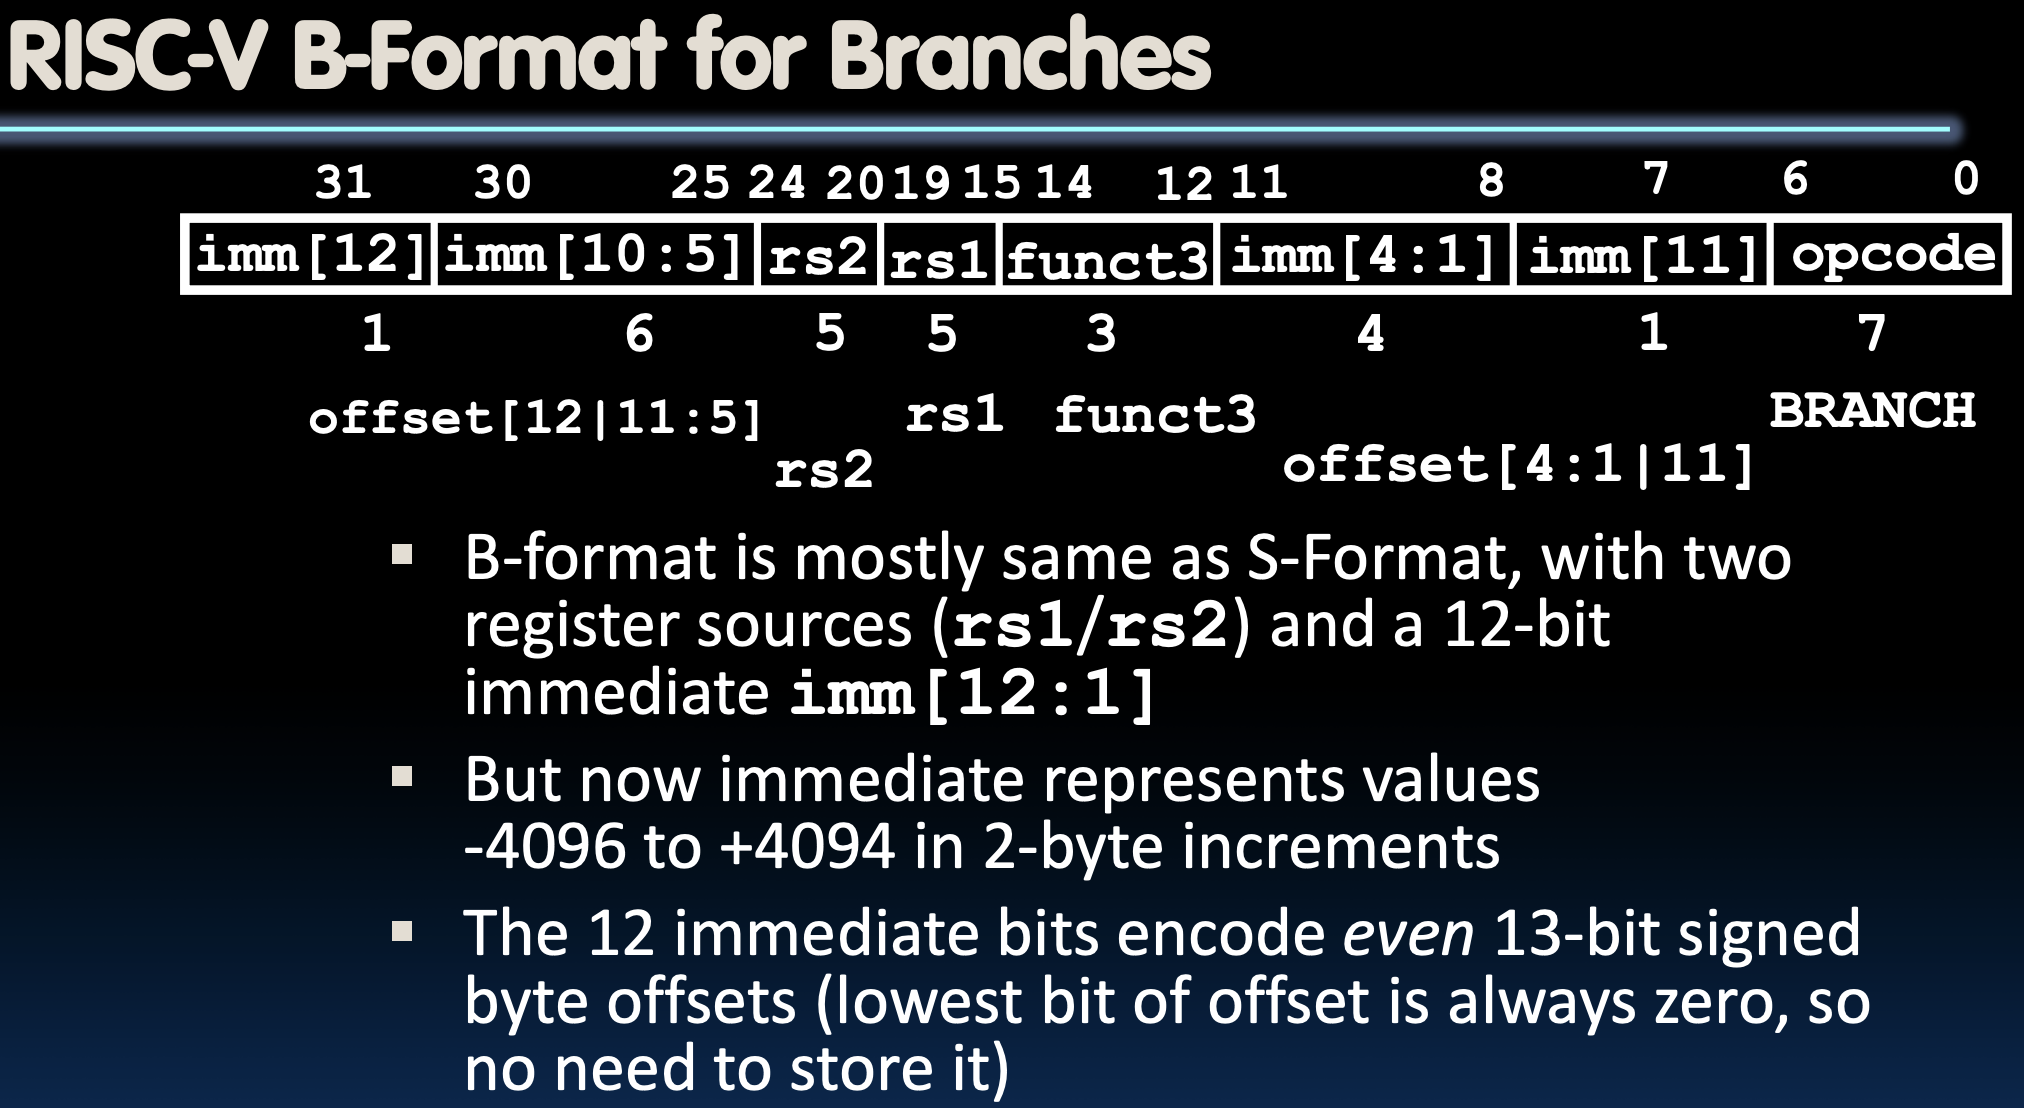 RISC-V B-Format for Branches
31 30 25 24 20 19 15 14 12 11 8 7 6 0
imm[12] imm[10:5] rs2 rs1 funct3 imm[4:1] imm[11] opcode
1 6 5 5 3 4 1 7
offset[12|11:5] rs1 funct3 BRANCH
rs2 offset[4:1|11]
▪ B-format is mostly same as S-Format, with two
register sources (rs1/rs2) and a 12-bit
immediate imm[12:1]
▪ But now immediate represents values
-4096 to +4094 in 2-byte increments
▪ The 12 immediate bits encode even 13-bit signed
byte offsets (lowest bit of offset is always zero, so
no need to store it)